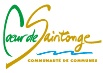 Cœur de Saintonge
COMMUNAUTÉ DE COMMUNES